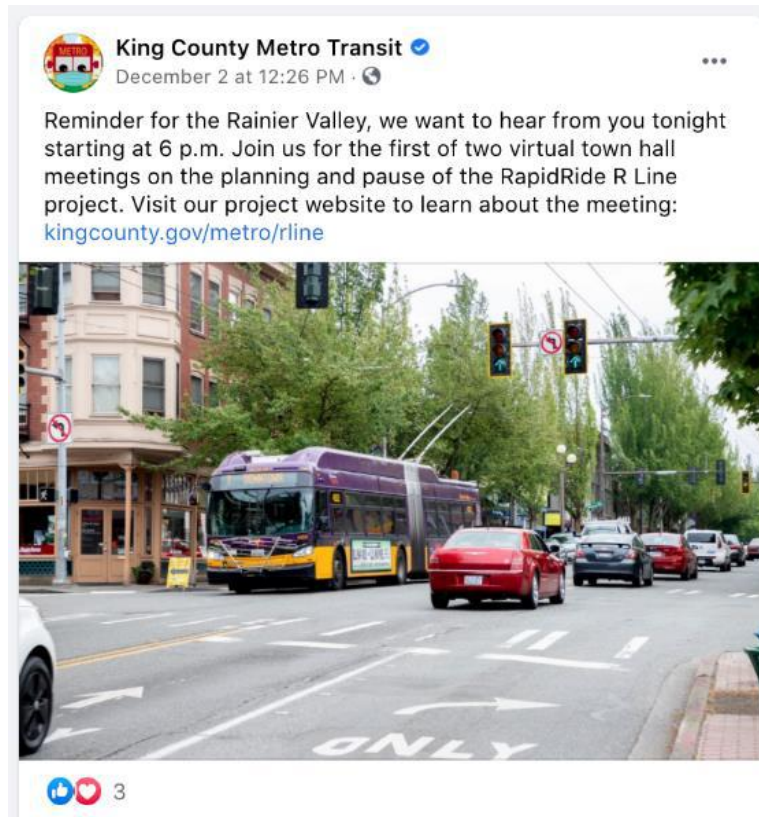 METRO
King County Metro Transit
December 2 at 12:26 PM ·
Reminder for the Rainier Valley, we want to hear from you tonight
starting at 6 p.m. Join us for the first of two virtual town hall
meetings on the planning and pause of the RapidRide R Line
project. Visit our project website to learn about the meeting:
kingcounty.gov/metro/rline
ONLY
3